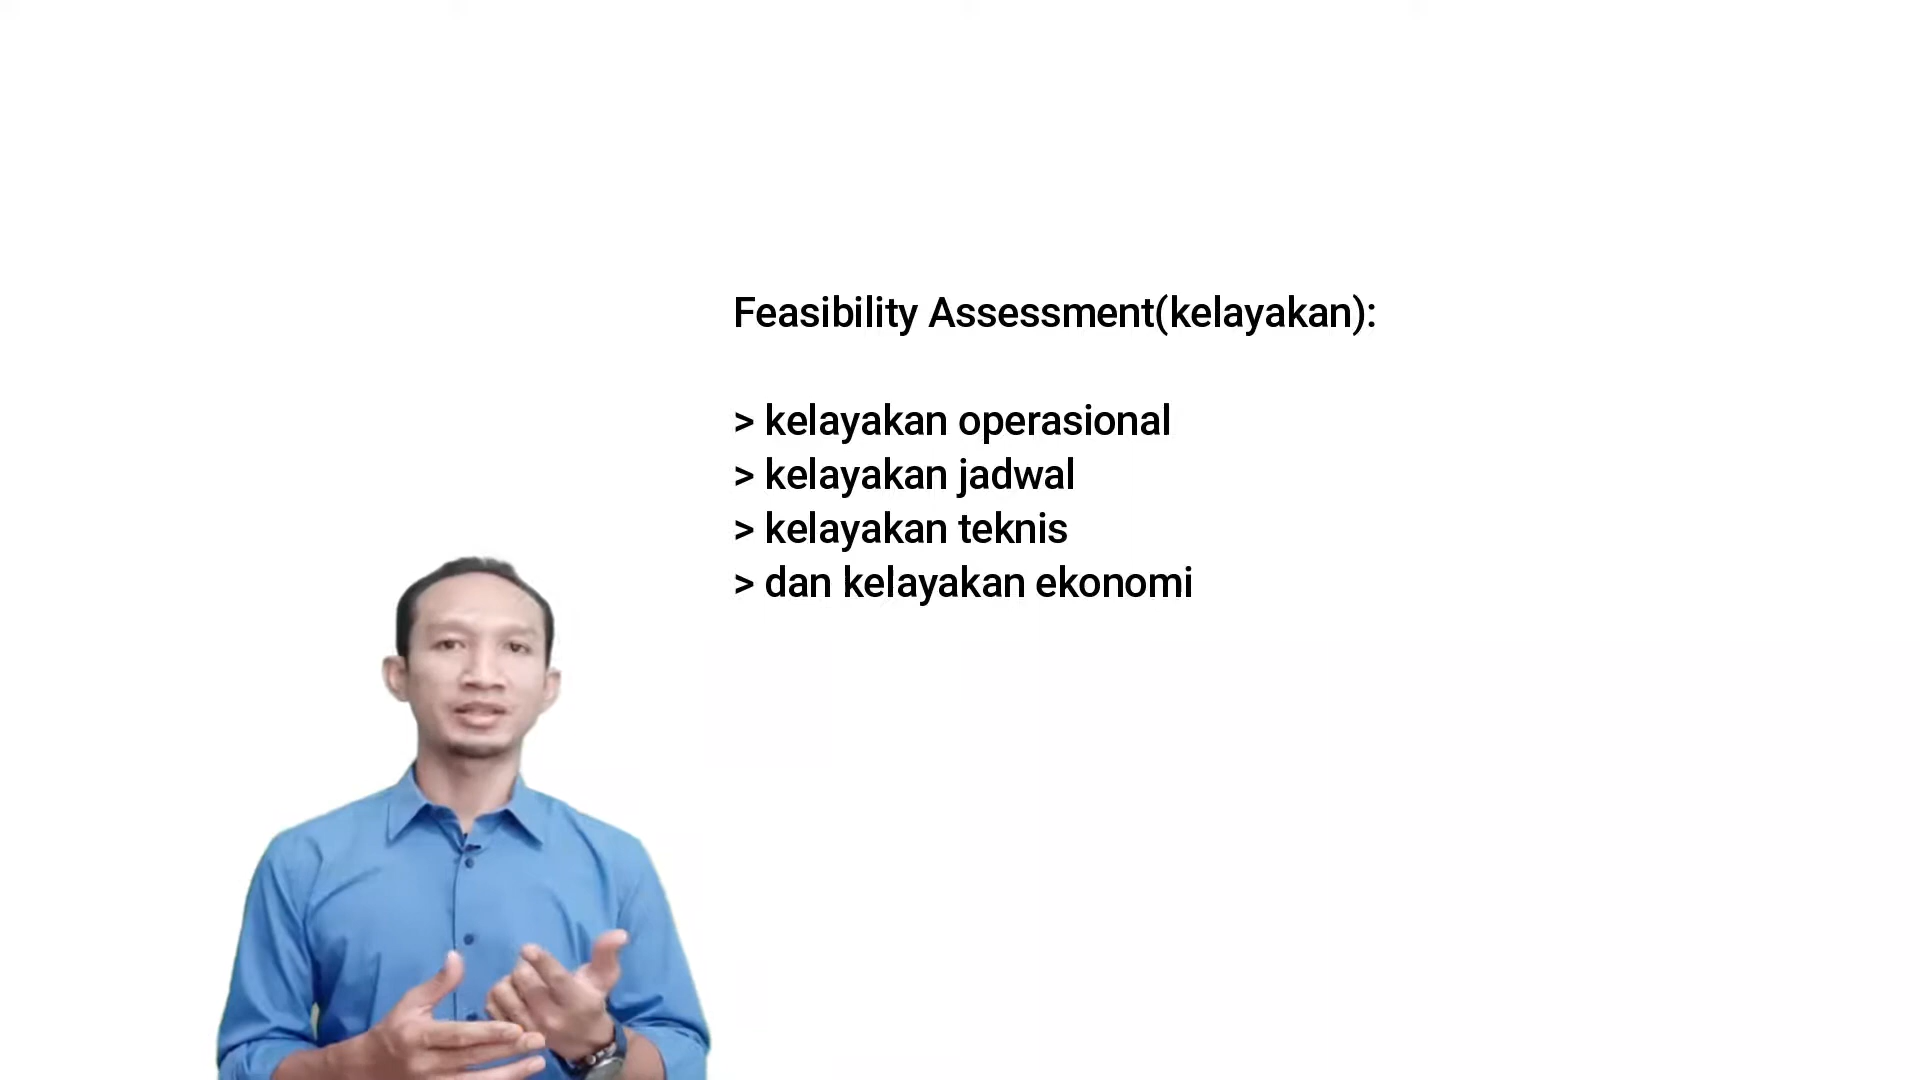 Feasibility Assessment(kelayakan):
> kelayakan operasional
> kelayakan jadwal
> kelayakan teknis
> dan kelayakan ekonomi